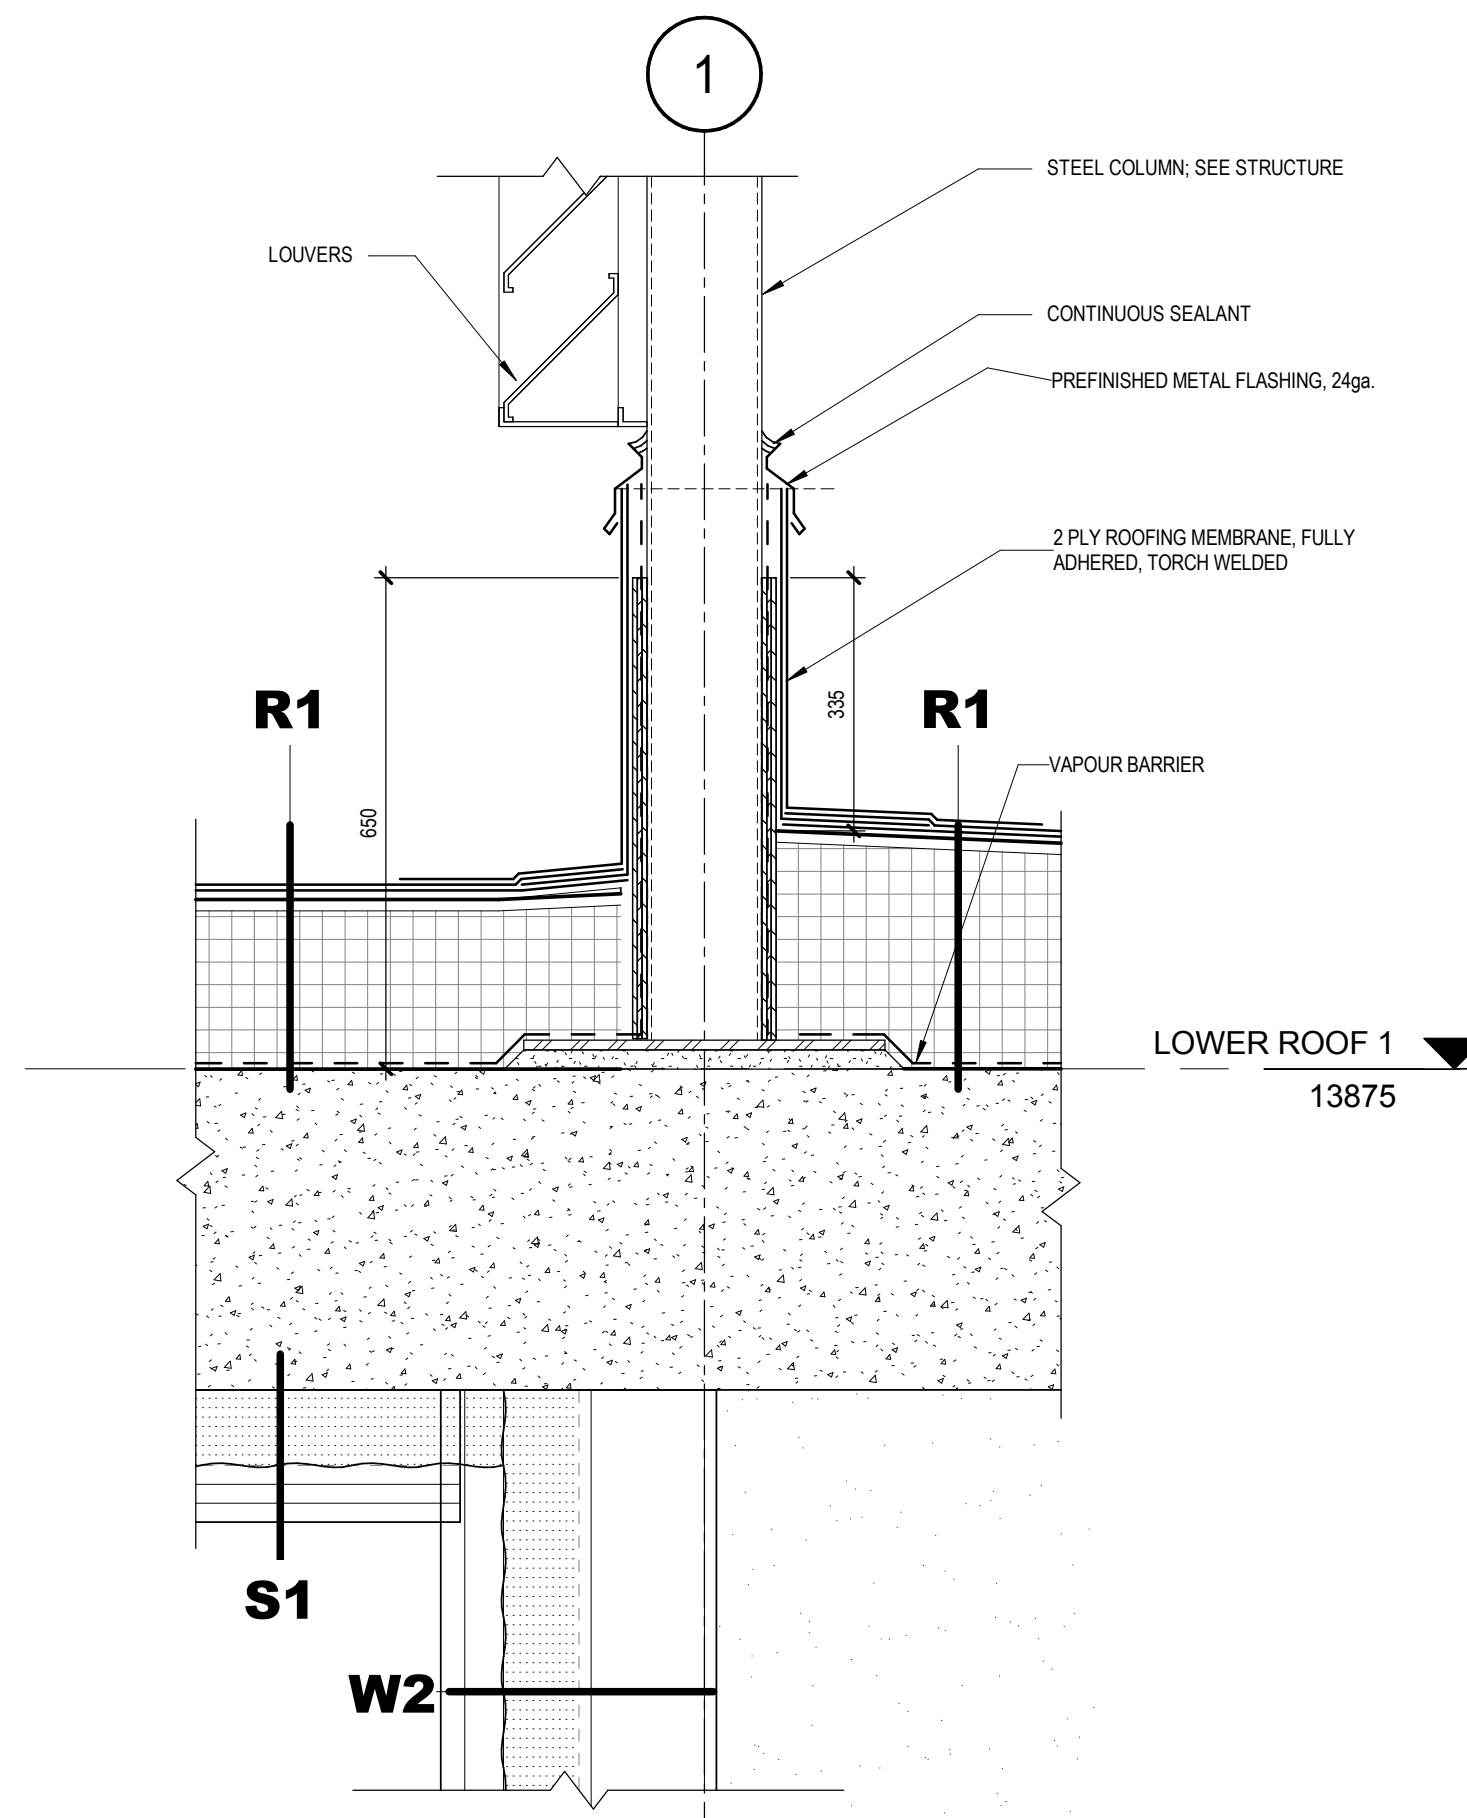 1
STEEL COLUMN; SEE STRUCTURE
LOUVERS
CONTINUOUS SEALANT
PREFINISHED METAL FLASHING, 24ga.
2 PLY ROOFING MEMBRANE, FULLY
ADHERED, TORCH WELDED
R1
335
R1
VAPOUR BARRIER
650
LOWER ROOF 1
13875
S1
W2